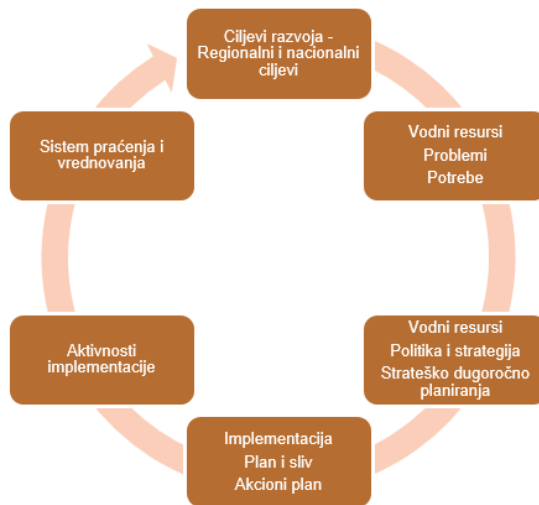 Ciljevi razvoja -
Regionalni i nacionalni
ciljevi
Vodni resursi
Problemi
Potrebe
Vodni resursi
Politika i strategija
Strateško dugoročno
planiranja
Implementacija
Plan i sliv
Akcioni plan
Aktivnosti
implementacije
Sistem praćenja i
vrednovanja